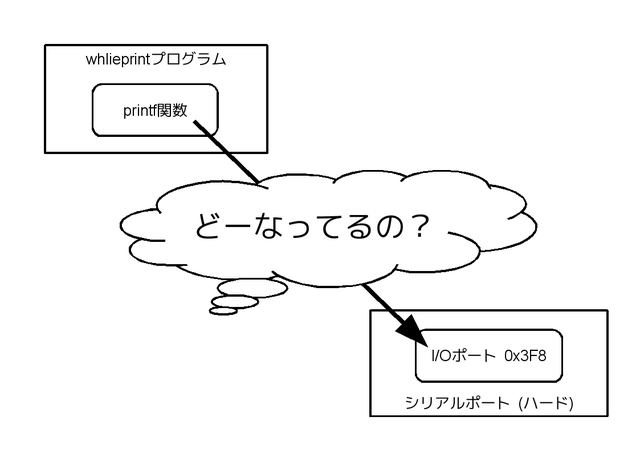 whlieprintプログラム
printf関数
どーなってるの？
I/Oポート 0x3F8
シリアルポート (ハード)